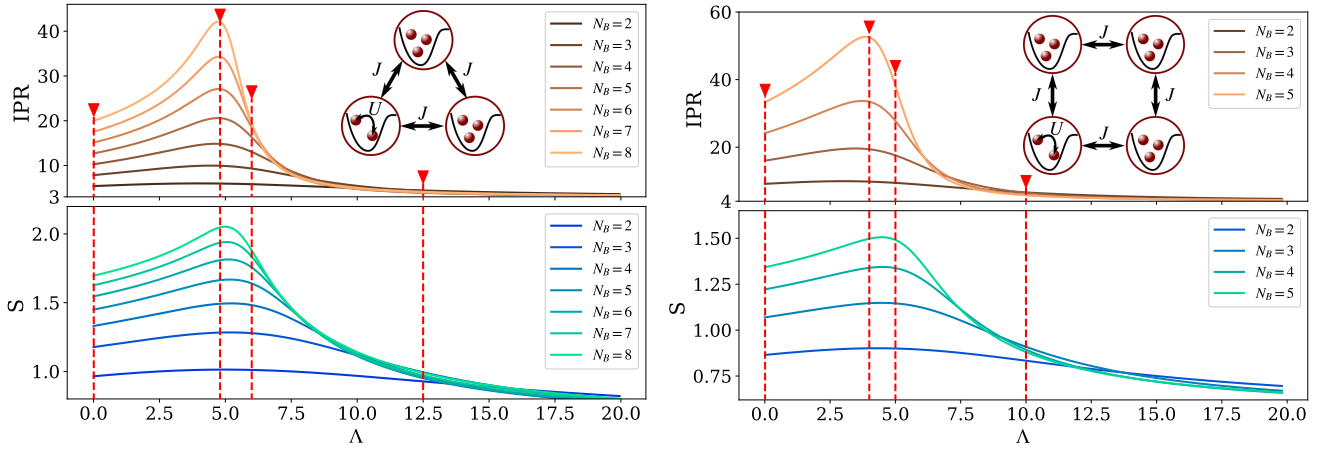 IPR
40
30
20
10
3
J
J
J
U
N_B = 2
N_B = 3
N_B = 4
N_B = 5
N_B = 6
N_B = 7
N_B = 8
S
2.0
1.5
1.0
N_B = 2
N_B = 3
N_B = 4
N_B = 5
N_B = 6
N_B = 7
N_B = 8
0.0 2.5 5.0 7.5 10.0 12.5 15.0 17.5 20.0
Λ
IPR
60
40
20
4
J
J
J
J
U
N_B = 2
N_B = 3
N_B = 4
N_B = 5
S
1.50
1.25
1.00
0.75
N_B = 2
N_B = 3
N_B = 4
N_B = 5
0.0 2.5 5.0 7.5 10.0 12.5 15.0 17.5 20.0
Λ